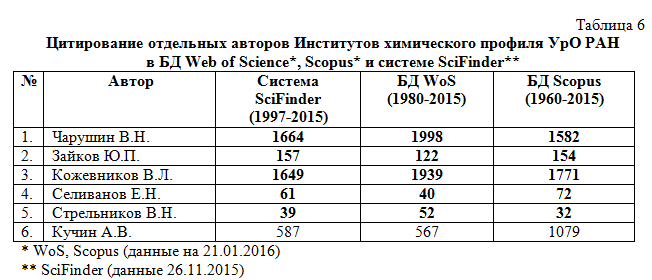 Таблица 6
Цитирование отдельных авторов Институтов химического профиля УрО РАН
в БД Web of Science*, Scopus* и системе SciFinder**
№ Автор Система SciFinder (1997-2015) БД WoS (1980-2015) БД Scopus (1960-2015)
1. Чарушин В.Н. 1664 1998 1582
2. Зайков Ю.П. 157 122 154
3. Кожевников В.Л. 1649 1939 1771
4. Селиванов Е.Н. 61 40 72
5. Стрельников В.Н. 39 52 32
6. Кучин А.В. 587 567 1079
* WoS, Scopus (данные на 21.01.2016)
** SciFinder (данные 26.11.2015)